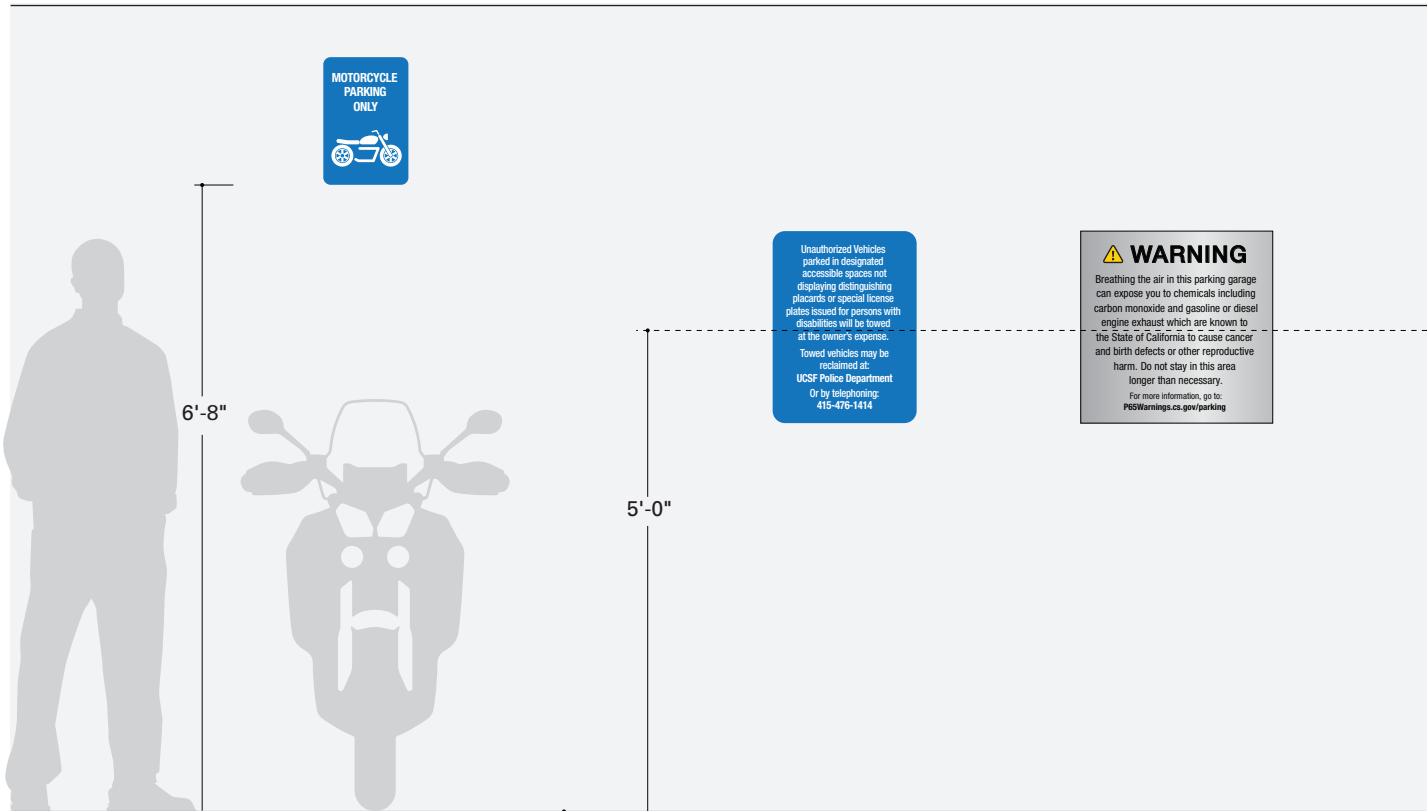 MOTORCYCLE
PARKING
ONLY
6'-8"
5'-0"
Unauthorized Vehicles
parked in designated
accessible spaces not
displaying distinguishing
placards or special license
plates issued for persons with
disabilities will be towed
at the owner's expense.
Towed vehicles may be
reclaimed at:
UCSF Police Department
Or by telephoning:
415-476-1414
WARNING
Breathing the air in this parking garage
can expose you to chemicals including
carbon monoxide and gasoline or diesel
engine exhaust which are known to
the State of California to cause cancer
and birth defects or other reproductive
harm. Do not stay in this area
longer than necessary.
For more information, go to:
P65Warnings.cs.gov/parking